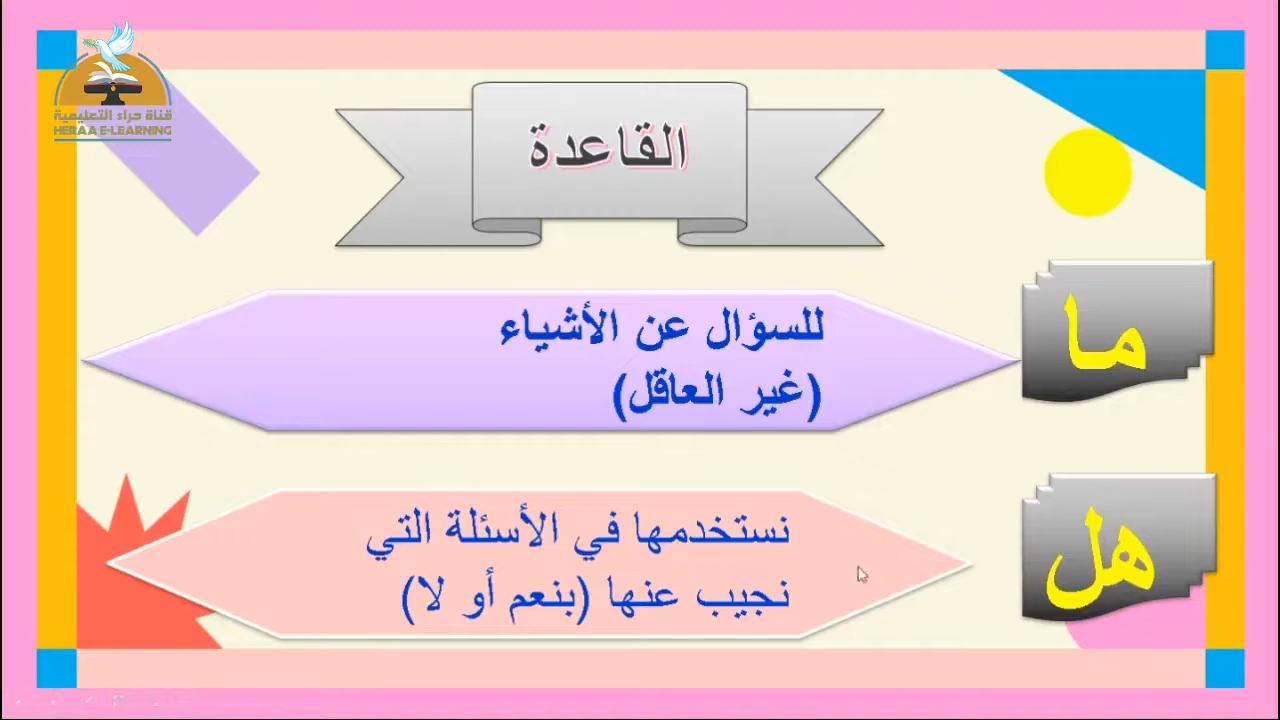 قناة حراء التعليمية
HERAA E-LEARNING
القاعدة
ما
للسؤال عن الأشياء
(غير العاقل)
هل
نستخدمها في الأسئلة التي
نجيب عنها (بنعم أو لا)